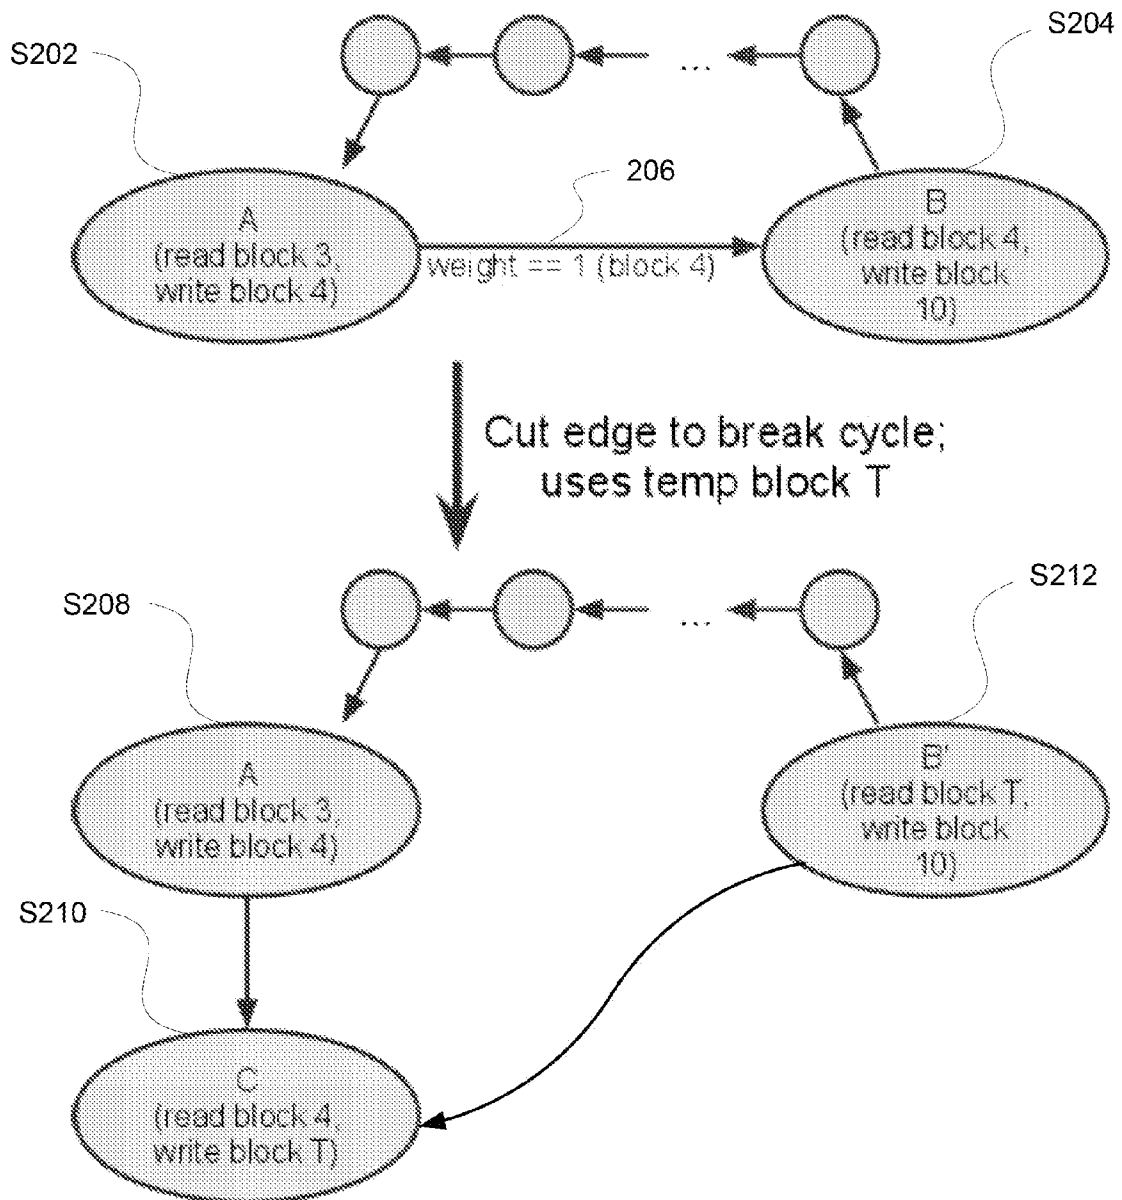 S202
S204
...
206
A
(read block 3,
write block 4)
weight == 1 (block 4)
B
(read block 4,
write block
10)
Cut edge to break cycle;
uses temp block T
S208
S212
...
A
(read block 3,
write block 4)
B'
(read block T,
write block
10)
S210
C
(read block 4,
write block T)